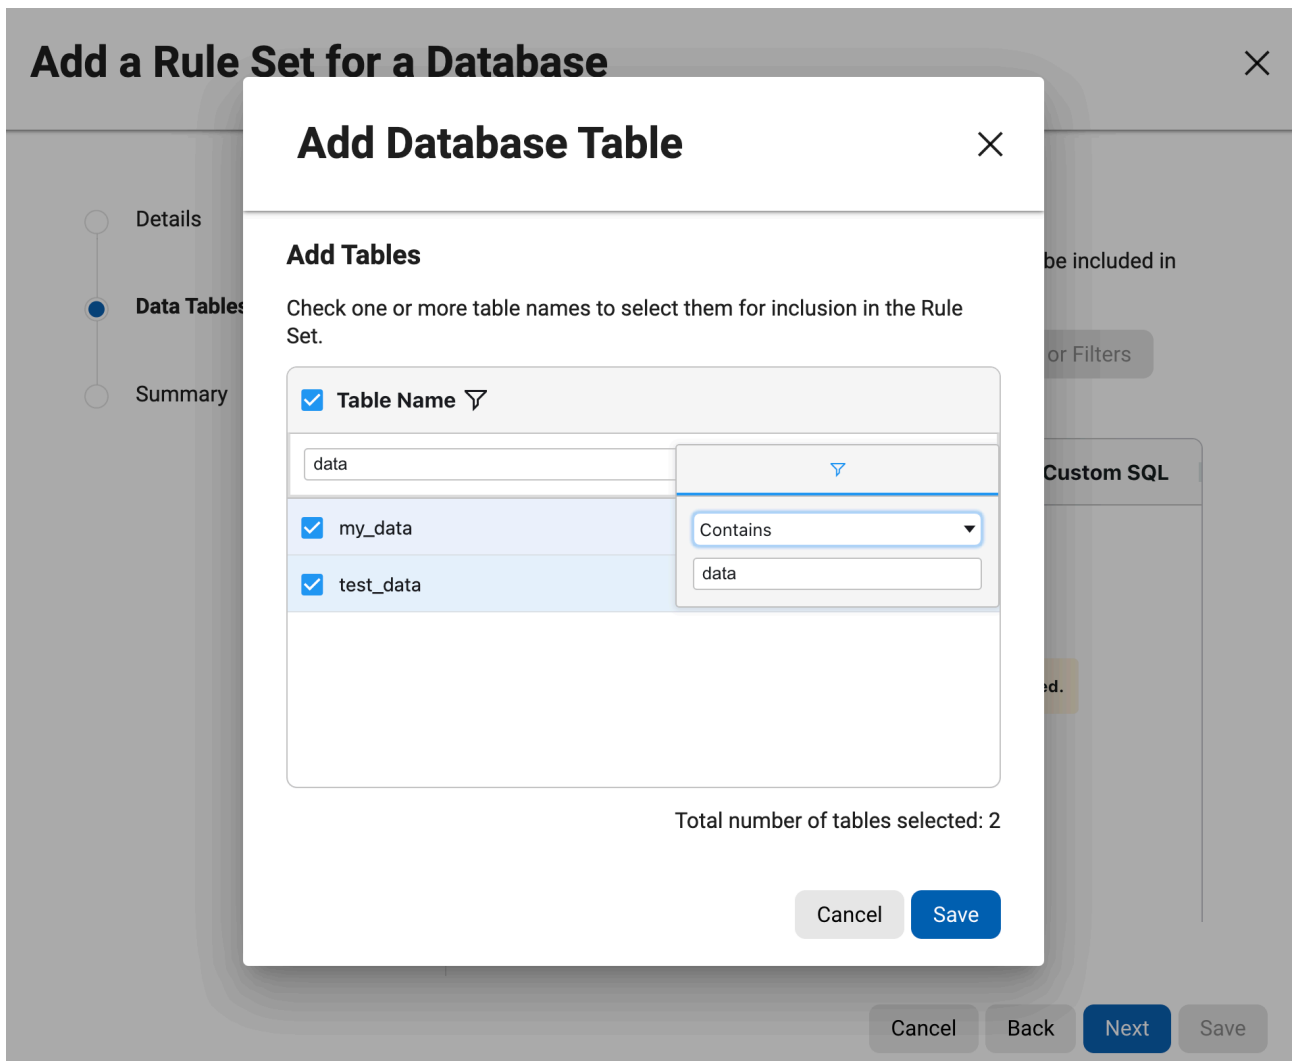 Add a Rule Set for a Database
Add Database Table
Details
Data Tables
Summary
be included in
or Filters
Custom SQL
ed.
Add Tables
Check one or more table names to select them for inclusion in the Rule
Set.
Table Name
data
Contains
data
my_data
test_data
Total number of tables selected: 2
Cancel Save
Cancel Back Next Save